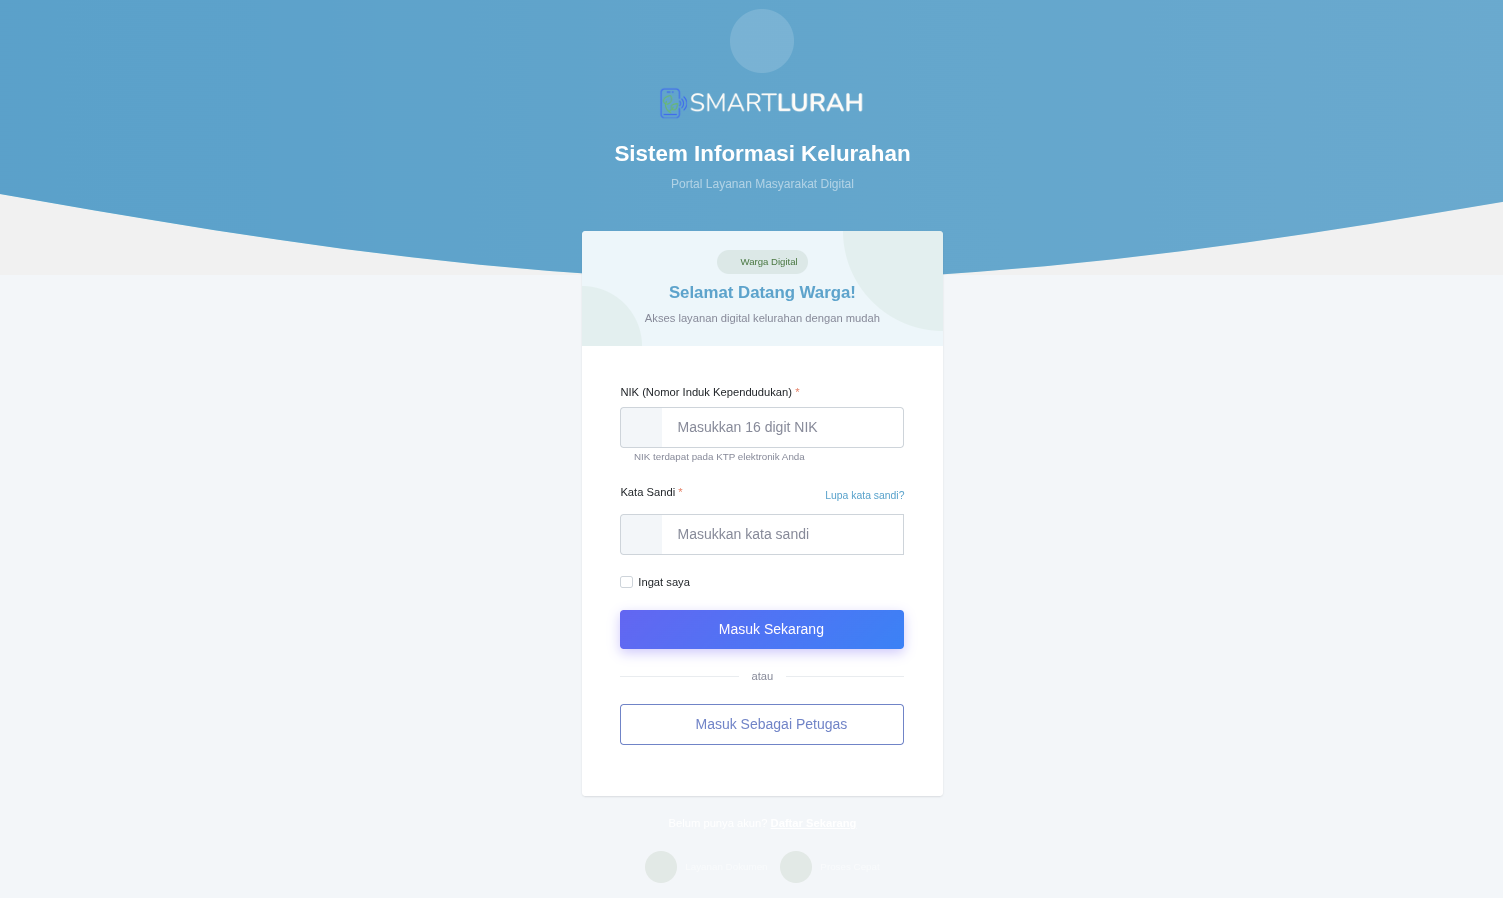 SMARTLURAH
Sistem Informasi Kelurahan
Portal Layanan Masyarakat Digital
Warga Digital
Selamat Datang Warga!
Akses layanan digital kelurahan dengan mudah
NIK (Nomor Induk Kependudukan) *
Masukkan 16 digit NIK
NIK terdapat pada KTP elektronik Anda
Kata Sandi *
Lupa kata sandi?
Masukkan kata sandi
Ingat saya
Masuk Sekarang
atau
Masuk Sebagai Petugas
Belum punya akun? Daftar Sekarang